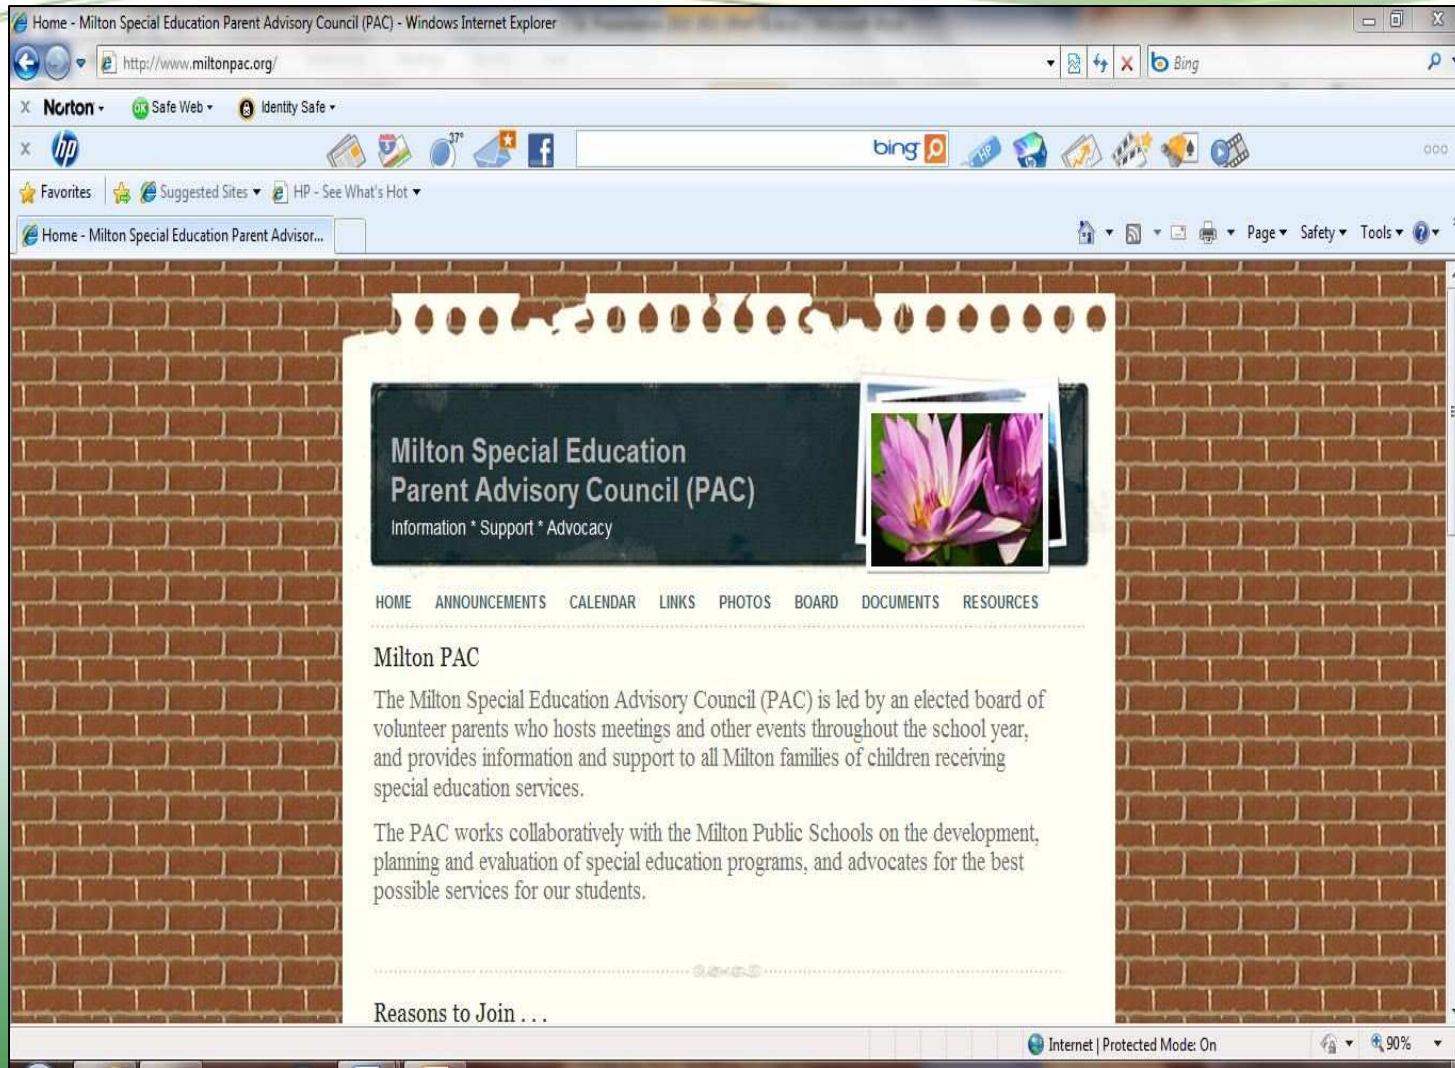 Home - Milton Special Education Parent Advisory Council (PAC) - Windows Internet Explorer
http://www.miltonpac.org/
Bing
X Norton OK Safe Web Identity Safe
x hp 37° bing HP
Favorites Suggested Sites HP - See What's Hot
Home - Milton Special Education Parent Advisor...
Page Safety Tools
Milton Special Education
Parent Advisory Council (PAC)
Information * Support * Advocacy
HOME ANNOUNCEMENTS CALENDAR LINKS PHOTOS BOARD DOCUMENTS RESOURCES
Milton PAC
The Milton Special Education Advisory Council (PAC) is led by an elected board of
volunteer parents who hosts meetings and other events throughout the school year,
and provides information and support to all Milton families of children receiving
special education services.
The PAC works collaboratively with the Milton Public Schools on the development,
planning and evaluation of special education programs, and advocates for the best
possible services for our students.
Reasons to Join . . .
Internet | Protected Mode: On 90%